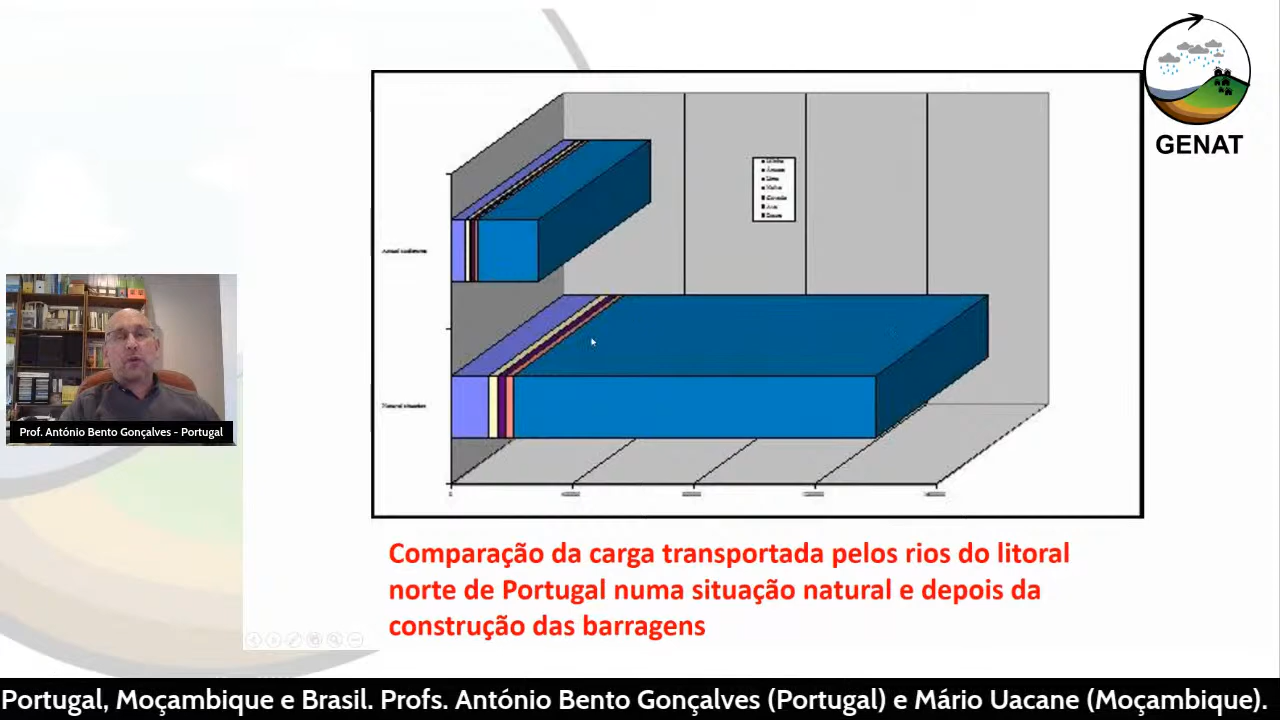 GENAT
Prof. António Bento Gonçalves - Portugal
Comparação da carga transportada pelos rios do litoral
norte de Portugal numa situação natural e depois da
construção das barragens
Portugal, Moçambique e Brasil. Profs. António Bento Gonçalves (Portugal) e Mário Uacane (Moçambique).